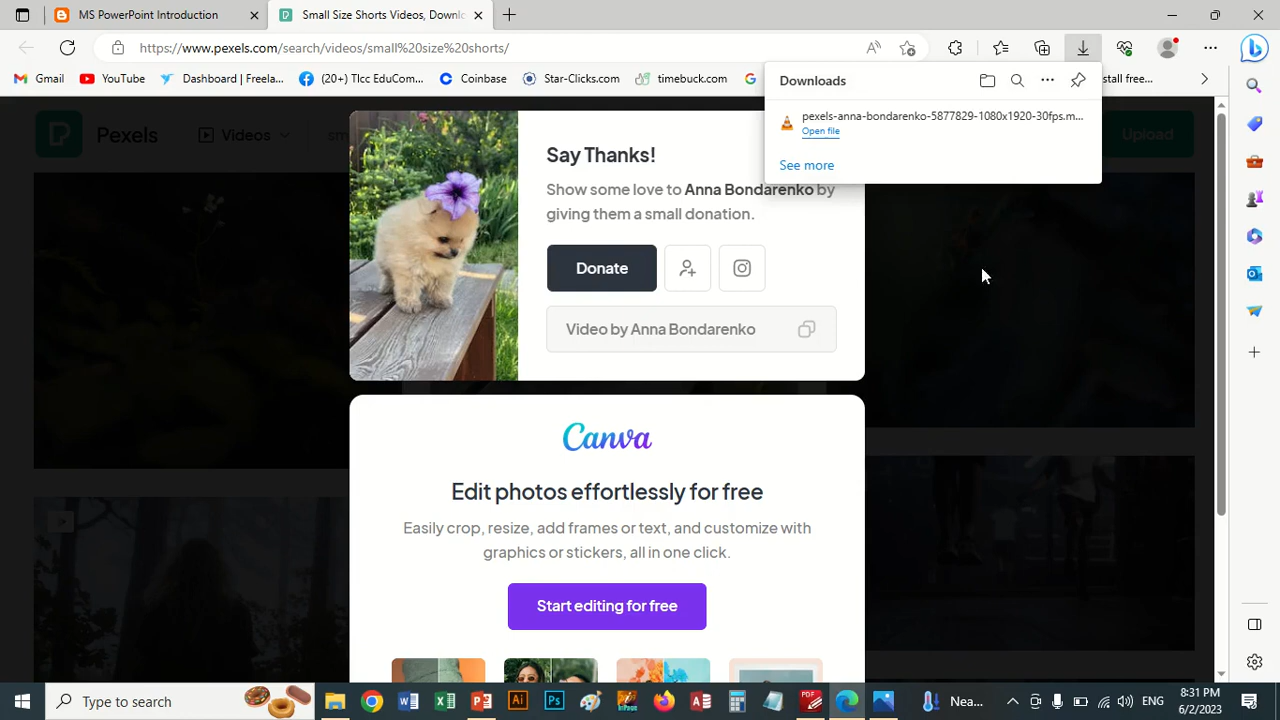 MS PowerPoint Introduction
Small Size Shorts Videos, Downlo
https://www.pexels.com/search/videos/small%20size%20shorts/
Gmail
YouTube
Dashboard | Freela...
(20+) Tlcc EduCom...
Coinbase
Star-Clicks.com
timebuck.com
stall free...
Downloads
pexels-anna-bondarenko-5877829-1080x1920-30fps.m...
Open file
See more
Pexels
Videos
Upload
Say Thanks!
Show some love to Anna Bondarenko by
giving them a small donation.
Donate
Video by Anna Bondarenko
Canva
Edit photos effortlessly for free
Easily crop, resize, add frames or text, and customize with
graphics or stickers, all in one click.
Start editing for free
Type here to search
Nea...
ENG
8:31 PM
6/2/2023